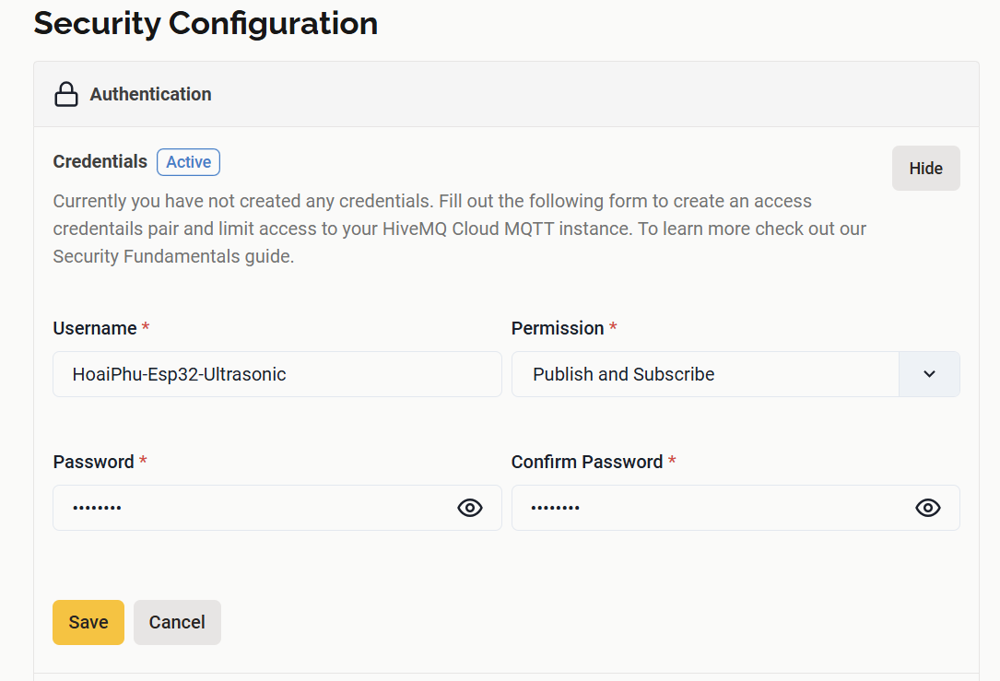 Security Configuration
Authentication
Credentials Active
Hide
Currently you have not created any credentials. Fill out the following form to create an access
credentails pair and limit access to your HiveMQ Cloud MQTT instance. To learn more check out our
Security Fundamentals guide.
Username * Permission *
HoaiPhu-Esp32-Ultrasonic Publish and Subscribe
Password * Confirm Password *
•••••••• ••••••••
Save Cancel